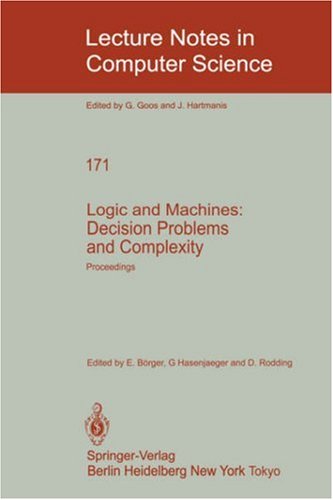 Lecture Notes in
Computer Science
Edited by G. Goos and J. Hartmanis
171
Logic and Machines:
Decision Problems
and Complexity
Proceedings
Edited by E. Börger, G Hasenjaeger and D. Rodding
Springer-Verlag
Berlin Heidelberg New York Tokyo